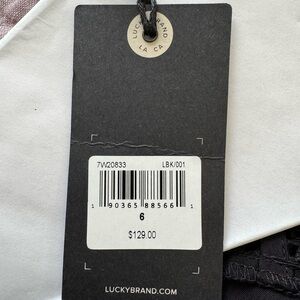 LUCKY BRAND
LA CA
7W20833 LBK/001
1 90365 88566 1
6
$129.00
LUCKYBRAND.COM